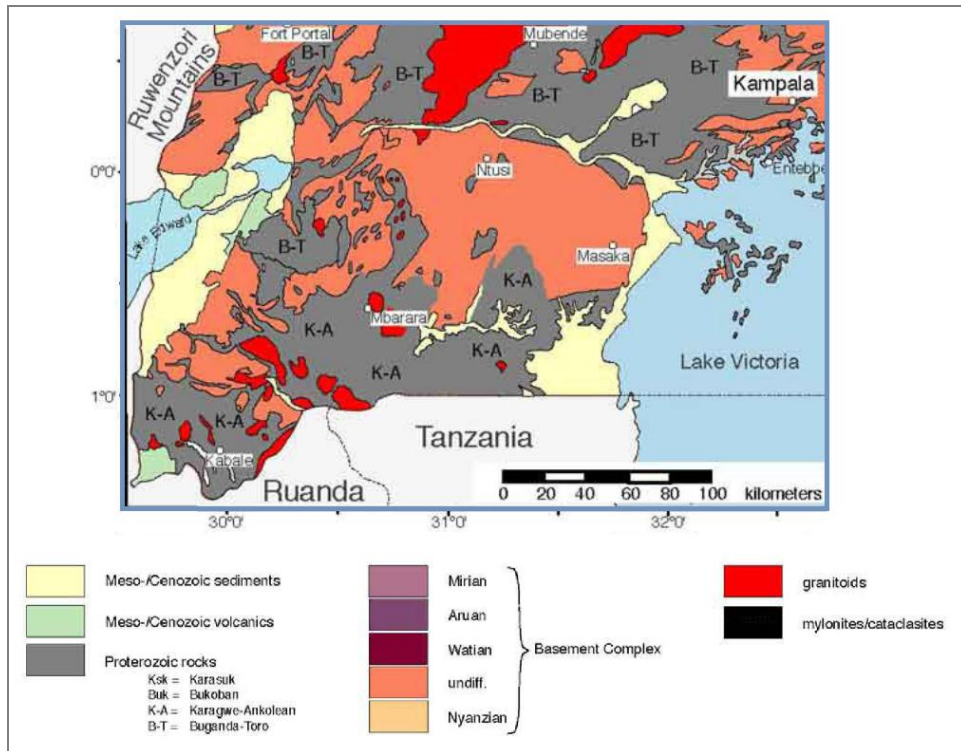 Fort Portal
Mubende
B-T
B-T
B-T
B-T
Kampala
B-T
B-T
Ruwenzori
Mountains
Ntusi
Entebbe
0°0'
Lake Edward
B-T
Masaka
K-A
Mbarara
K-A
K-A
K-A
Lake Victoria
1°0'
K-A
K-A
Kabale
Tanzania
Ruanda
0 20 40 60 80 100 kilometers
30°0' 31°0' 32°0'
Meso-/Cenozoic sediments
Meso-/Cenozoic volcanics
Proterozoic rocks
Ksk = Karasuk
Buk = Bukoban
K-A = Karagwe-Ankolean
B-T = Buganda-Toro
Mirian
Aruan
Watian
undiff.
Nyanzian
Basement Complex
granitoids
mylonites/cataclasites